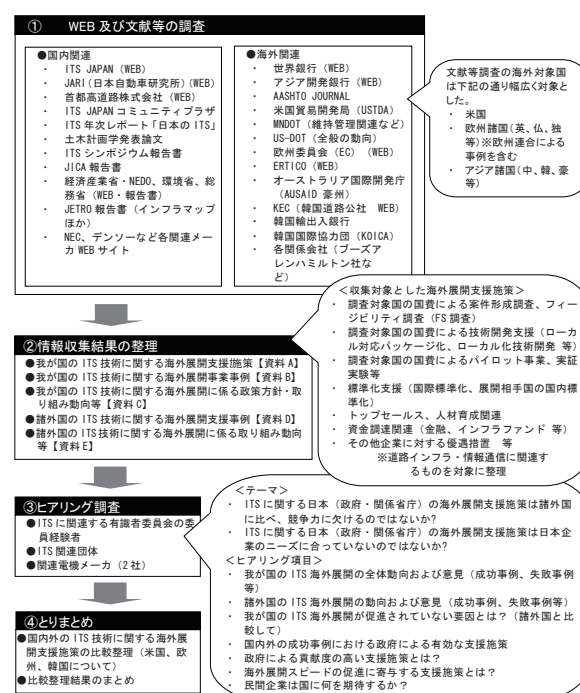 ① WEB 及び文献等の調査
●国内関連
・ ITS JAPAN (WEB)
・ JARI(日本自動車研究所)(WEB)
・ 首都高道路株式会社(WEB)
・ ITS JAPAN コミュニティプラザ
・ ITS 年次レポート「日本の ITS」
・ 土木計画学発表論文
・ ITS シンポジウム報告書
・ JICA 報告書
・ 経済産業省・NEDO、環境省、総
務省(WEB・報告書)
・ JETRO 報告書(インフラマップ
ほか)
・ NEC、デンソーなど各関連メー
カ WEB サイト
●海外関連
・ 世界銀行(WEB)
・ アジア開発銀行(WEB)
・ AASHTO JOURNAL
・ 米国貿易開発局(USTDA)
・ MNDOT(維持管理関連など)
・ US-DOT(全般の動向)
・ 欧州委員会(EC)(WEB)
・ ERTICO(WEB)
・ オーストラリア国際開発庁
(AUSAID 豪州)
・ KEC(韓国道路公社 WEB)
・ 韓国輸出入銀行
・ 韓国国際協力団(KOICA)
・ 各関係会社(ブーズア
レンハミルトン社な
ど)
文献等調査の海外対象国
は下記の通り幅広く対象と
した。
・ 米国
・ 欧州諸国(英、仏、独
等)※欧州連合による
事例を含む
・ アジア諸国(中、韓、豪
等)
<収集対象とした海外展開支援施策>
・ 調査対象国の国費による案件形成調査、フィー
ジビリティ調査(FS 調査)
・ 調査対象国の国費による技術開発支援(ローカ
ル対応パッケージ化、ローカル化技術開発 等)
・ 調査対象国の国費によるパイロット事業、実証
実験等
・ 標準化支援(国際標準化、展開相手国の国内標
準化)
・ トップセールス、人材育成関連
・ 資金調達関連(金融、インフラファンド 等)
・ その他企業に対する優遇措置 等
※道路インフラ・情報通信に関連す
るものを対象に整理
②情報収集結果の整理
●我が国の ITS 技術に関する海外展開支援施策【資料 A】
●我が国の ITS 技術に関する海外展開事業事例【資料 B】
●我が国の ITS 技術に関する海外展開に係る政策方針・取
り組み動向等【資料 C】
●諸外国の ITS 技術に関する海外展開支援事例【資料 D】
●諸外国の ITS 技術に関する海外展開に係る取り組み動向
等【資料 E】
③ヒアリング調査
●ITS に関連する有識者委員会の委
員経験者
●ITS 関連団体
●関連電機メーカ(2 社)
<テーマ>
・ ITS に関する日本(政府・関係省庁)の海外展開支援施策は諸外国
に比べ、競争力に欠けるのではないか?
・ ITS に関する日本(政府・関係省庁)の海外展開支援施策は日本企
業のニーズに合っていないのではないか?
<ヒアリング項目>
・ 我が国の ITS 海外展開の全体動向および意見(成功事例、失敗事例
等)
・ 諸外国の ITS 海外展開の動向および意見(成功事例、失敗事例等)
・ 我が国の ITS 海外展開が促進されていない要因とは?(諸外国と比
較して)
・ 国内外の成功事例における政府による有効な支援施策
・ 政府による貢献度の高い支援施策とは?
・ 海外展開スピードの促進に寄与する支援施策とは?
・ 民間企業は国に何を期待するか?
④とりまとめ
●国内外の ITS 技術に関する海外展
開支援施策の比較整理(米国、欧
州、韓国について)
●比較整理結果のまとめ